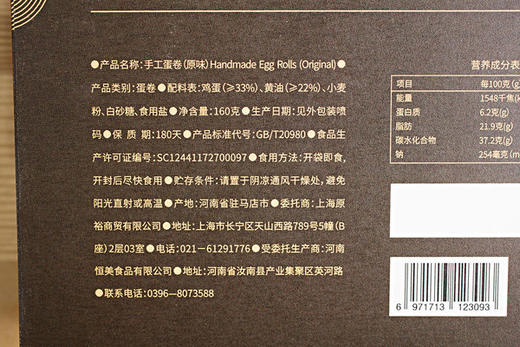 ●产品名称：手工蛋卷（原味）Handmade Egg Rolls (Original)●
产品类别：蛋卷●配料表：鸡蛋（≥33%）、黄油（≥22%）、小麦
粉、白砂糖、食用盐●净含量：160克●生产日期：见外包装喷
码●保 质 期：180天●产品标准代号：GB/T20980●食品生
产许可证编号：SC12441172700097●食用方法：开袋即食，
开封后尽快食用●贮存条件：请置于阴凉通风干燥处，避免
阳光直射或高温●产地：河南省驻马店市●委托商：上海原
裕商贸有限公司●地址：上海市长宁区天山西路789号5幢（B
座）2层03室●电话：021-61291776●受委托生产商：河南
恒美食品有限公司●地址：河南省汝南县产业集聚区英河路
●联系电话：0396-8073588
营养成分表
项目 每100克(g
能量 1548千焦(k
蛋白质 6.2克(g)
脂肪 21.9克(g)
碳水化合物 37.2克(g)
钠 254毫克(m
6 971713 123093